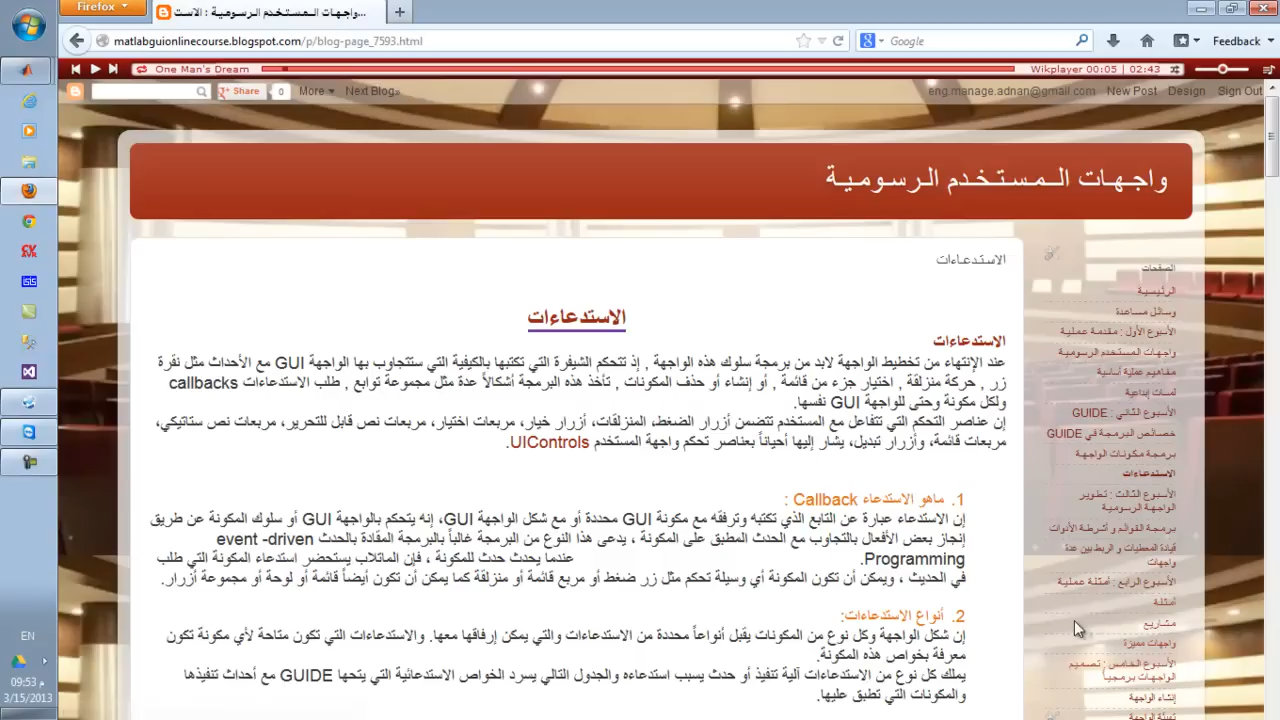 Firefox
واجـهـات الـمـسـتـخـدم الرسـومـيـة : الاست...
matlabguionlinecourse.blogspot.com/p/blog-page_7593.html
Google
Feedback
One Man's Dream
Wikplayer 00:05 | 02:43
Share
0
More
Next Blog»
eng.manage.adnan@gmail.com
New Post
Design
Sign Out
واجـهـات الـمـسـتـخـدم الرسـومـيـة
الاستدعاءات
الاستدعاءات
الاستدعاءات
عند الإنتهاء من تخطيط الواجهة لابد من برمجة سلوك هذه الواجهة , إذ تتحكم الشيفرة التي تكتبها بالكيفية التي ستتجاوب بها الواجهة GUI مع الأحداث مثل نقرة
زر , حركة منزلقة , اختيار جزء من قائمة , أو إنشاء أو حذف المكونات , تأخذ هذه البرمجة أشكالاً عدة مثل مجموعة توابع , طلب الاستدعاءات callbacks
ولكل مكونة وحتى للواجهة GUI نفسها.
إن عناصر التحكم التي تتفاعل مع المستخدم تتضمن أزرار الضغط، المنزلقات، أزرار خيار، مربعات اختيار، مربعات نص قابل للتحرير، مربعات نص ستاتيكي،
مربعات قائمة، وأزرار تبديل، يشار إليها أحياناً بعناصر تحكم واجهة المستخدم UIControls.
1. ماهو الاستدعاء Callback :
إن الاستدعاء عبارة عن التابع الذي تكتبه وترفقه مع مكونة GUI محددة أو مع شكل الواجهة GUI، إنه يتحكم بالواجهة GUI أو سلوك المكونة عن طريق
إنجاز بعض الأفعال بالتجاوب مع الحدث المطبق على المكونة ، يدعى هذا النوع من البرمجة غالباً بالبرمجة المقادة بالحدث event -driven
Programming. عندما يحدث حدث للمكونة ، فإن الماتلاب يستحضر استدعاء المكونة التي طلب
في الحديث ، ويمكن أن تكون المكونة أي وسيلة تحكم مثل زر ضغط أو مربع قائمة أو منزلقة كما يمكن أن تكون أيضاً قائمة أو لوحة أو مجموعة أزرار.
2. أنواع الاستدعاءات:
إن شكل الواجهة وكل نوع من المكونات يقبل أنواعاً محددة من الاستدعاءات والتي يمكن إرفاقها معها. والاستدعاءات التي تكون متاحة لأي مكونة تكون
معرفة بخواص هذه المكونة.
يملك كل نوع من الاستدعاءات آلية تنفيذ أو حدث يسبب استدعاءه والجدول التالي يسرد الخواص الاستدعائية التي يتحها GUIDE مع أحداث تنفيذها
والمكونات التي تطبق عليها.
الصفحات
الرئيسية
وسائل مساعدة
الأسبوع الأول : مقدمة عملية
واجهات المستخدم الرسومية
مفاهيم عملية أساسية
لمسات إبداعية
الأسبوع الثاني : GUIDE
خصائص البرمجة في GUIDE
برمجة مكونات الواجهة
الاستدعاءات
الأسبوع الثالث : تطوير
الواجهة الرسومية
برمجة القوائم و أشرطة الأدوات
قيادة المعطيات و الربط بين عدة
واجهات
الأسبوع الرابع : أمثلة عملية
أمثلة
مشاريع
واجهات مميزة
الأسبوع الخامس : تصميم
الواجهات برمجياً
إنشاء الواجهة
تهيئة الواجهة
EN
09:53 م
3/15/2013